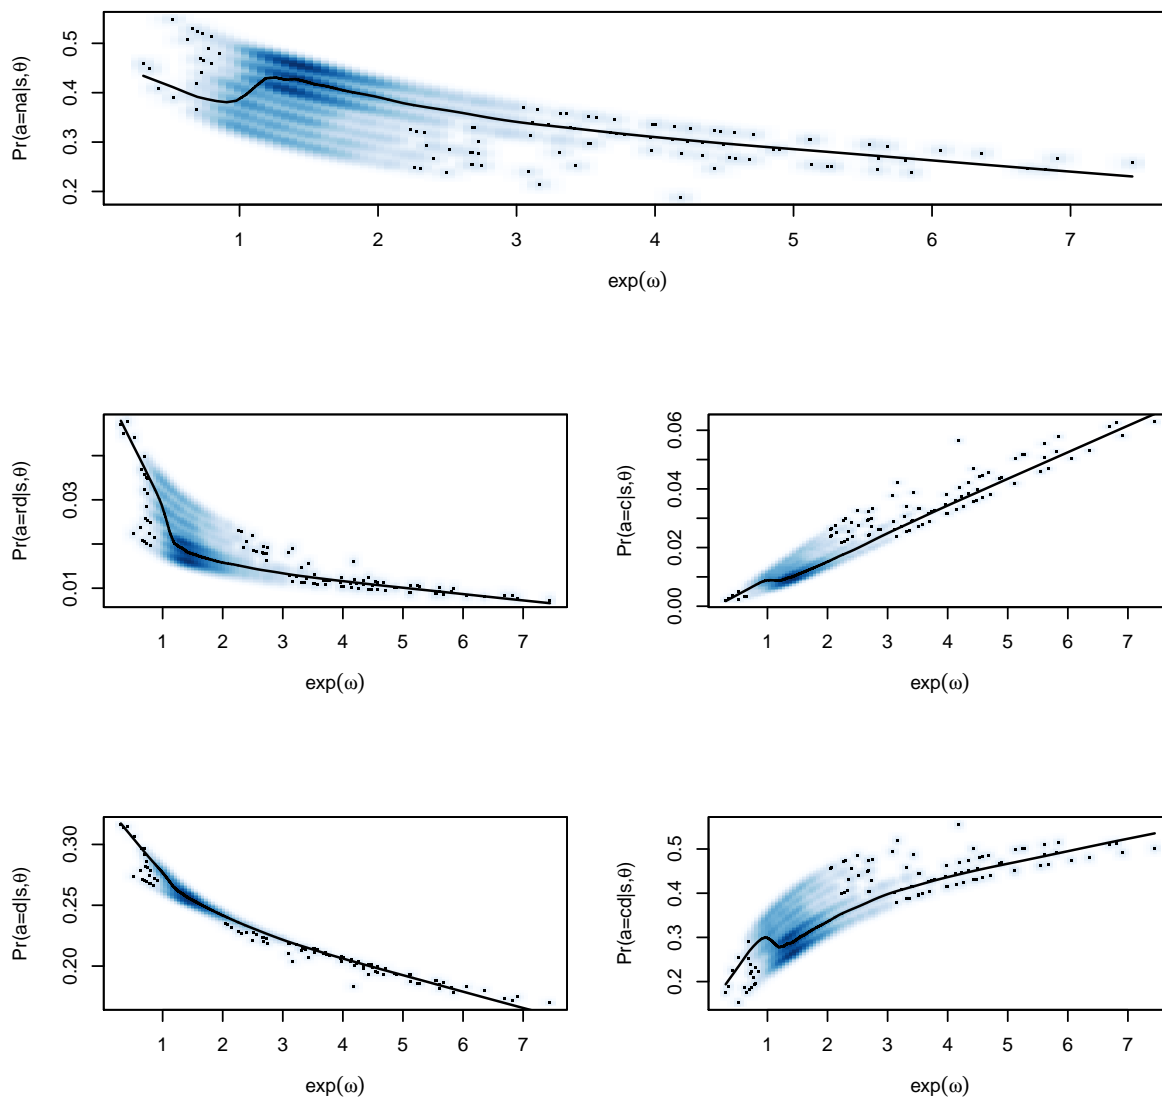 Pr(a=na|s,θ)
0.5
0.4
0.3
0.2
1 2 3 4 5 6 7
exp(ω)
Pr(a=rd|s,θ)
0.03
0.01
1 2 3 4 5 6 7
exp(ω)
Pr(a=c|s,θ)
0.06
0.04
0.02
0.00
1 2 3 4 5 6 7
exp(ω)
Pr(a=d|s,θ)
0.30
0.25
0.20
1 2 3 4 5 6 7
exp(ω)
Pr(a=cd|s,θ)
0.5
0.4
0.3
0.2
1 2 3 4 5 6 7
exp(ω)